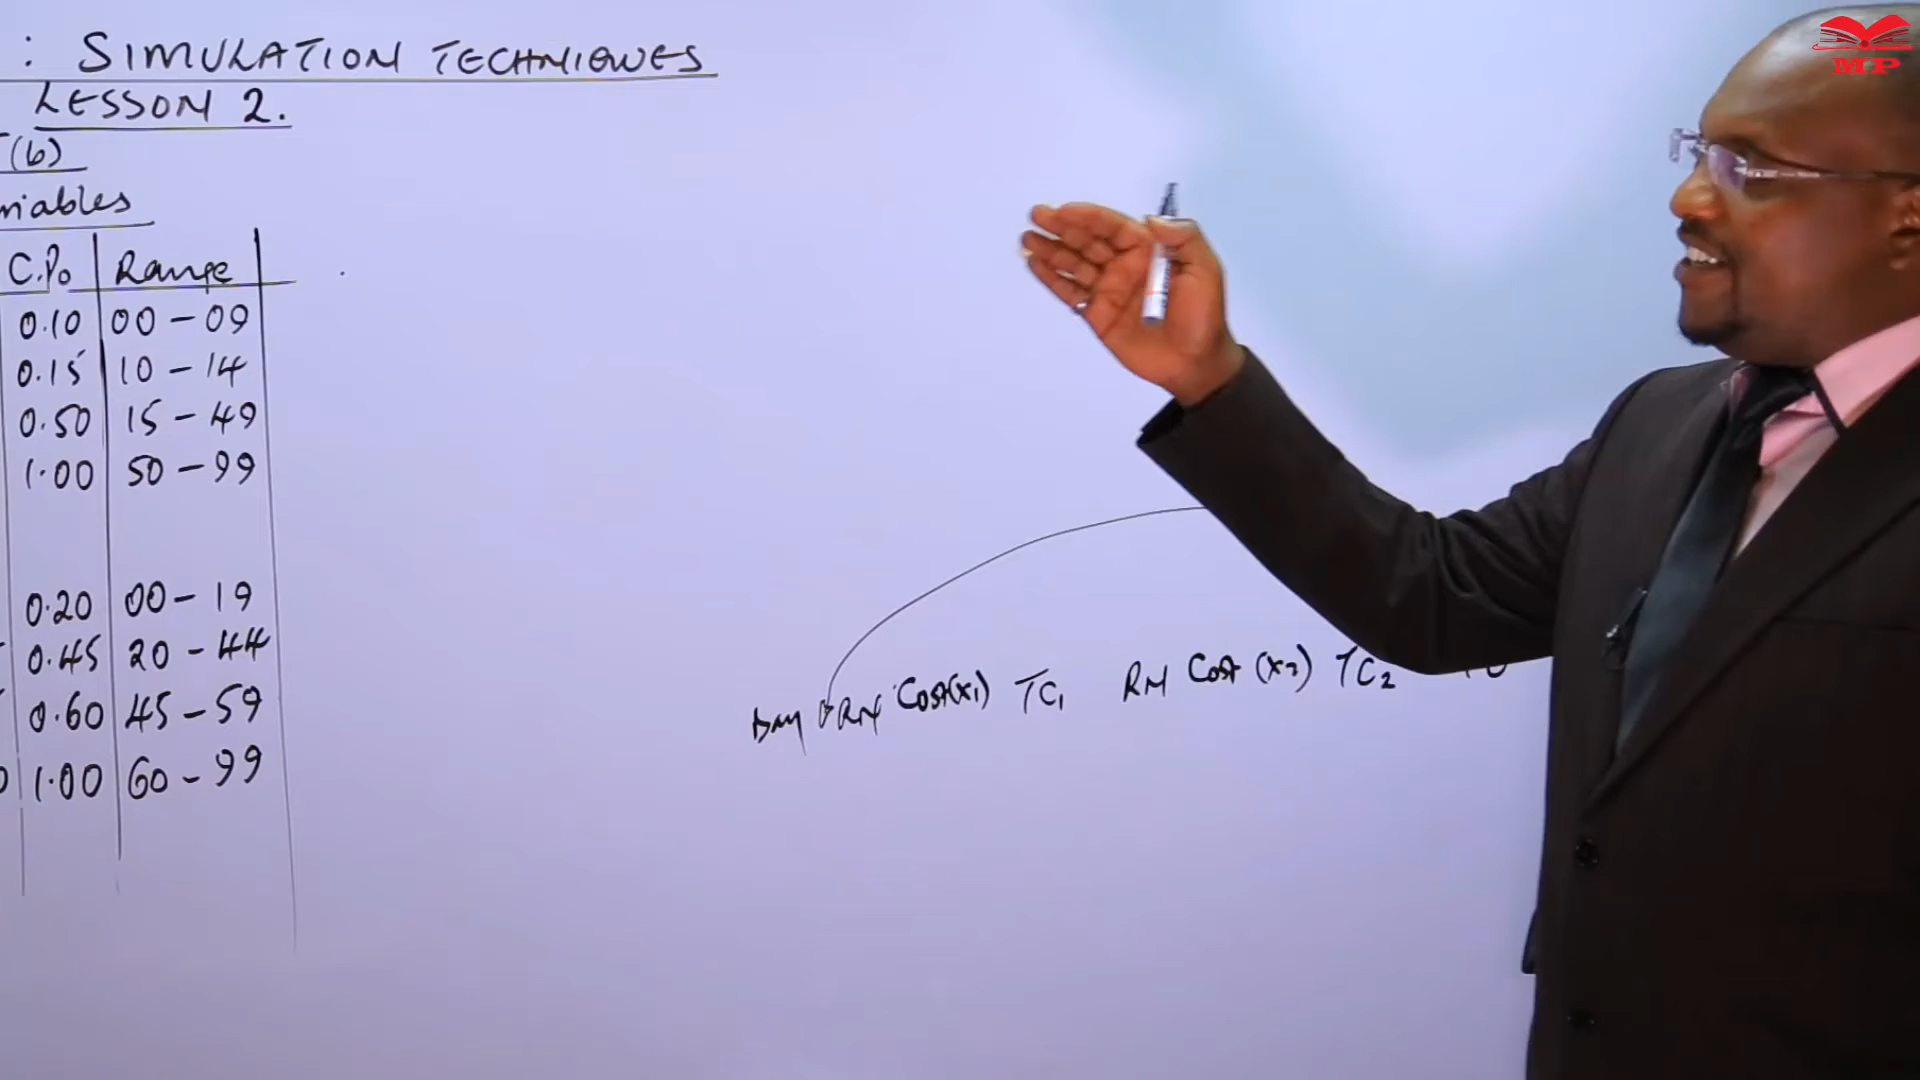 : SIMULATION TECHNIQUES
LESSON 2.
(b)
riables
C.Po Range
0.10 00 - 09
0.15 10 - 14
0.50 15 - 49
1.00 50 - 99
0.20 00 - 19
0.45 20 - 44
0.60 45 - 59
1.00 60 - 99
Day RN Cost(x1) TC1 RN Cost (x2) TC2
MP